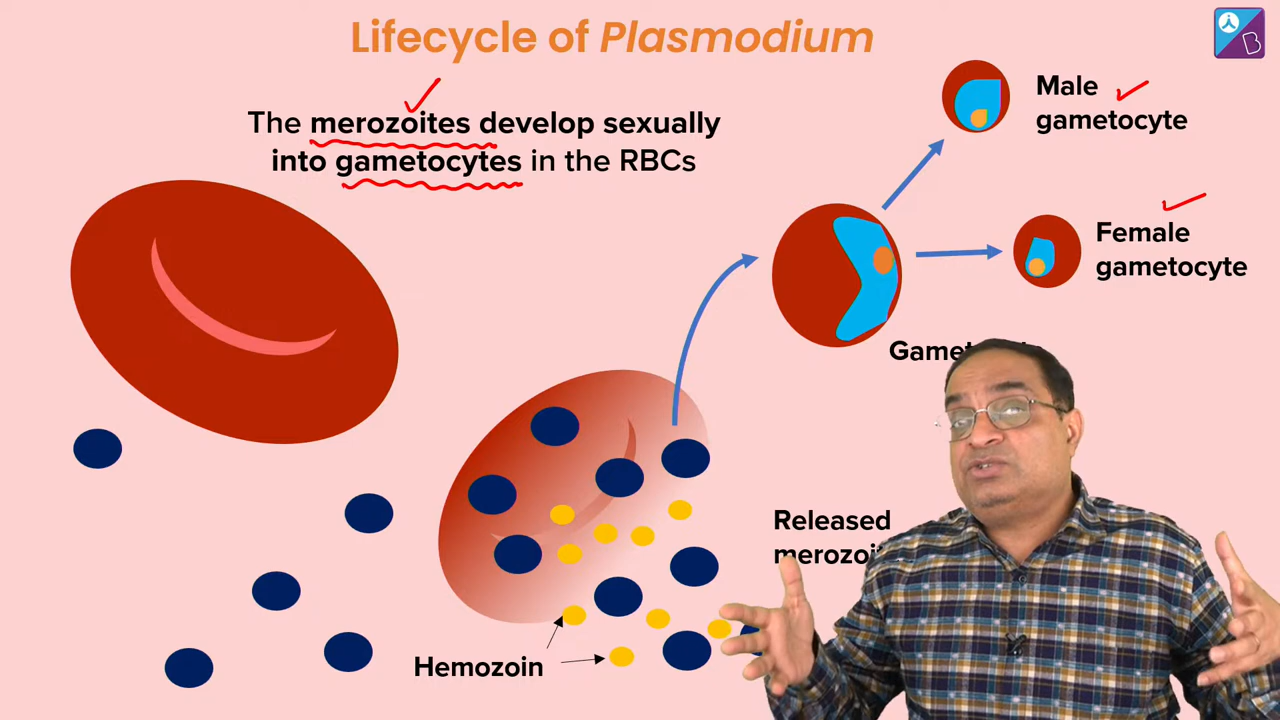 Lifecycle of Plasmodium
The merozoites develop sexually
into gametocytes in the RBCs
Male
gametocyte
Female
gametocyte
Released
Hemozoin
B